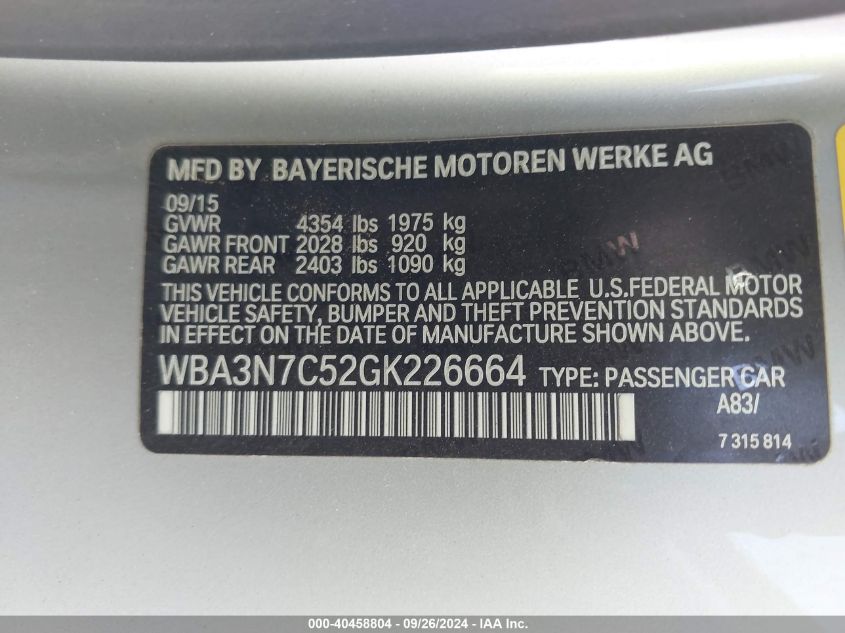 MFD BY BAYERISCHE MOTOREN WERKE AG
09/15
GVWR 4354 lbs 1975 kg
GAWR FRONT 2028 lbs 920 kg
GAWR REAR 2403 lbs 1090 kg
THIS VEHICLE CONFORMS TO ALL APPLICABLE U.S.FEDERAL MOTOR
VEHICLE SAFETY, BUMPER AND THEFT PREVENTION STANDARDS
IN EFFECT ON THE DATE OF MANUFACTURE SHOWN ABOVE.
WBA3N7C52GK226664 TYPE: PASSENGER CAR
A83/
7 315 814
BMW
BMW
BMW
000-40458804 - 09/26/2024 - IAA Inc.